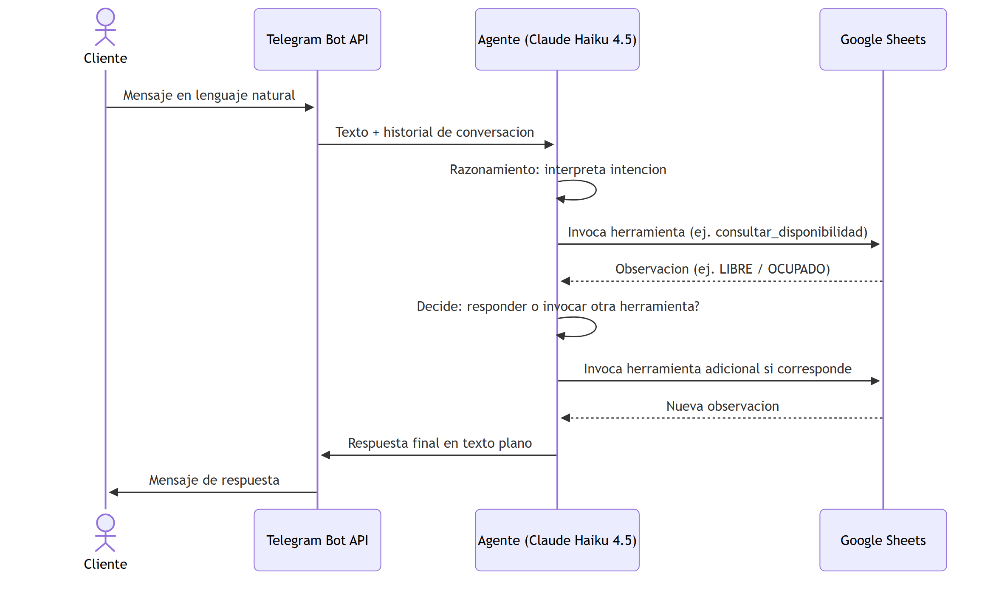 Cliente
Telegram Bot API
Agente (Claude Haiku 4.5)
Google Sheets
Mensaje en lenguaje natural
Texto + historial de conversacion
Razonamiento: interpreta intencion
Invoca herramienta (ej. consultar_disponibilidad)
Observacion (ej. LIBRE / OCUPADO)
Decide: responder o invocar otra herramienta?
Invoca herramienta adicional si corresponde
Nueva observacion
Respuesta final en texto plano
Mensaje de respuesta
Cliente
Telegram Bot API
Agente (Claude Haiku 4.5)
Google Sheets